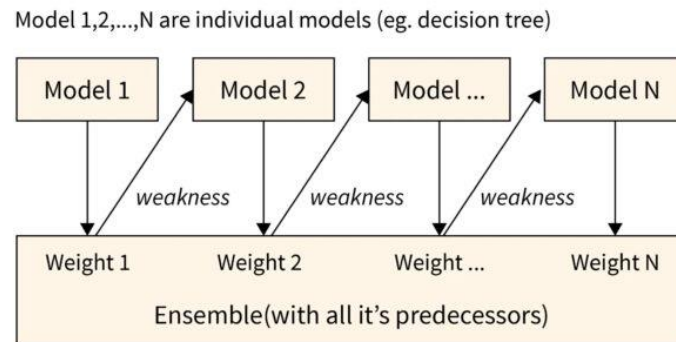 Model 1,2,...,N are individual models (eg. decision tree)
Model 1 Model 2 Model ... Model N
weakness weakness weakness
Weight 1 Weight 2 Weight ... Weight N
Ensemble(with all it's predecessors)